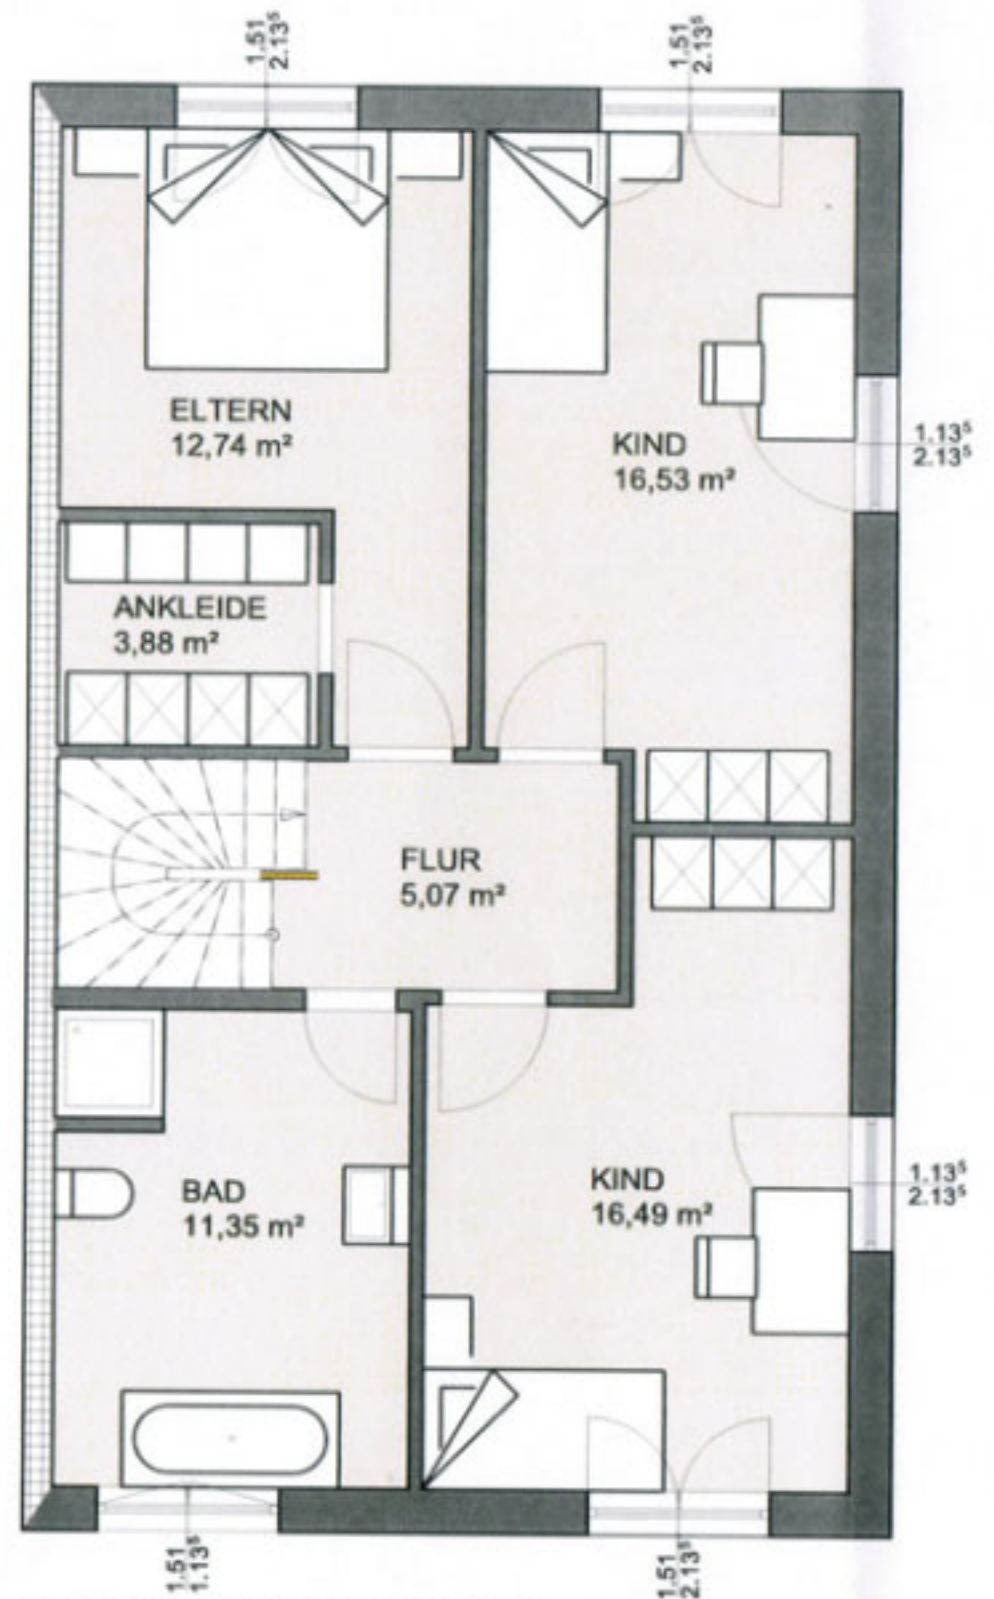 1.51
2.13⁵
1.51
2.13⁵
ELTERN
12,74 m²
KIND
16,53 m²
1.13⁵
2.13⁵
ANKLEIDE
3,88 m²
FLUR
5,07 m²
BAD
11,35 m²
KIND
16,49 m²
1.13⁵
2.13⁵
1.51
1.13⁵
1.51
2.13⁵